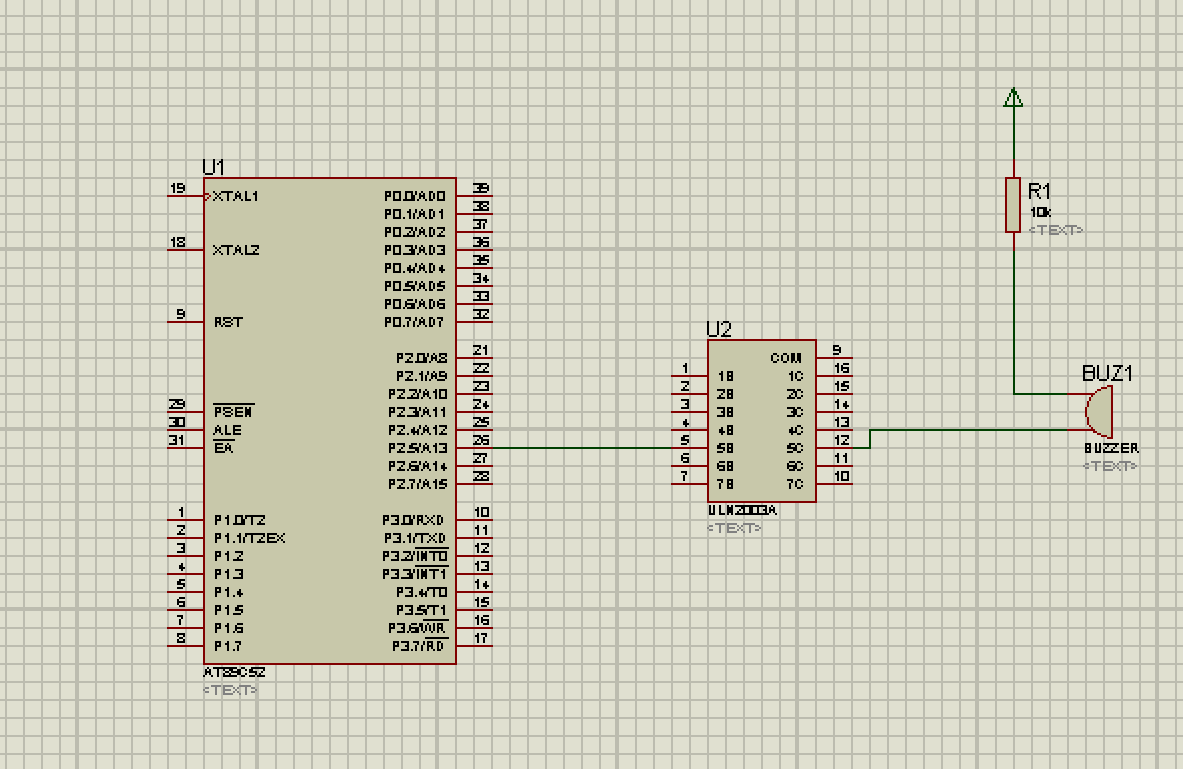 U1
19 XTAL1
18 XTAL2
9 RST
29 PSEN
30 ALE
31 EA
1 P1.0/T2
2 P1.1/T2EX
3 P1.2
4 P1.3
5 P1.4
6 P1.5
7 P1.6
8 P1.7
P0.0/AD0 39
P0.1/AD1 38
P0.2/AD2 37
P0.3/AD3 36
P0.4/AD4 35
P0.5/AD5 34
P0.6/AD6 33
P0.7/AD7 32
P2.0/A8 21
P2.1/A9 22
P2.2/A10 23
P2.3/A11 24
P2.4/A12 25
P2.5/A13 26
P2.6/A14 27
P2.7/A15 28
P3.0/RXD 10
P3.1/TXD 11
P3.2/INT0 12
P3.3/INT1 13
P3.4/T0 14
P3.5/T1 15
P3.6/WR 16
P3.7/RD 17
AT89C52
<TEXT>
U2
1 1B
2 2B
3 3B
4 4B
5 5B
6 6B
7 7B
COM 9
1C 16
2C 15
3C 14
4C 13
5C 12
6C 11
7C 10
ULN2003A
<TEXT>
R1
10k
<TEXT>
BUZ1
BUZZER
<TEXT>